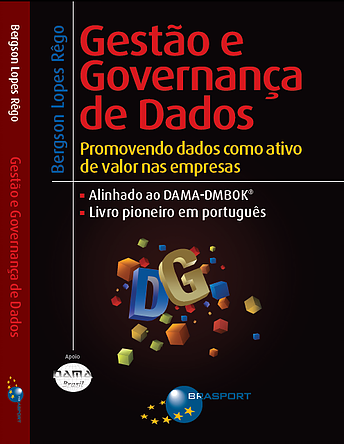 Bergson Lopes Rêgo
Gestão e Governança de Dados
BRASPORT
Bergson Lopes Rêgo
Gestão e
Governança
de Dados
Promovendo dados como ativo
de valor nas empresas
Alinhado ao DAMA-DMBOK®
Livro pioneiro em português
DG
Apoio
DAMA
Brasil
BRASPORT